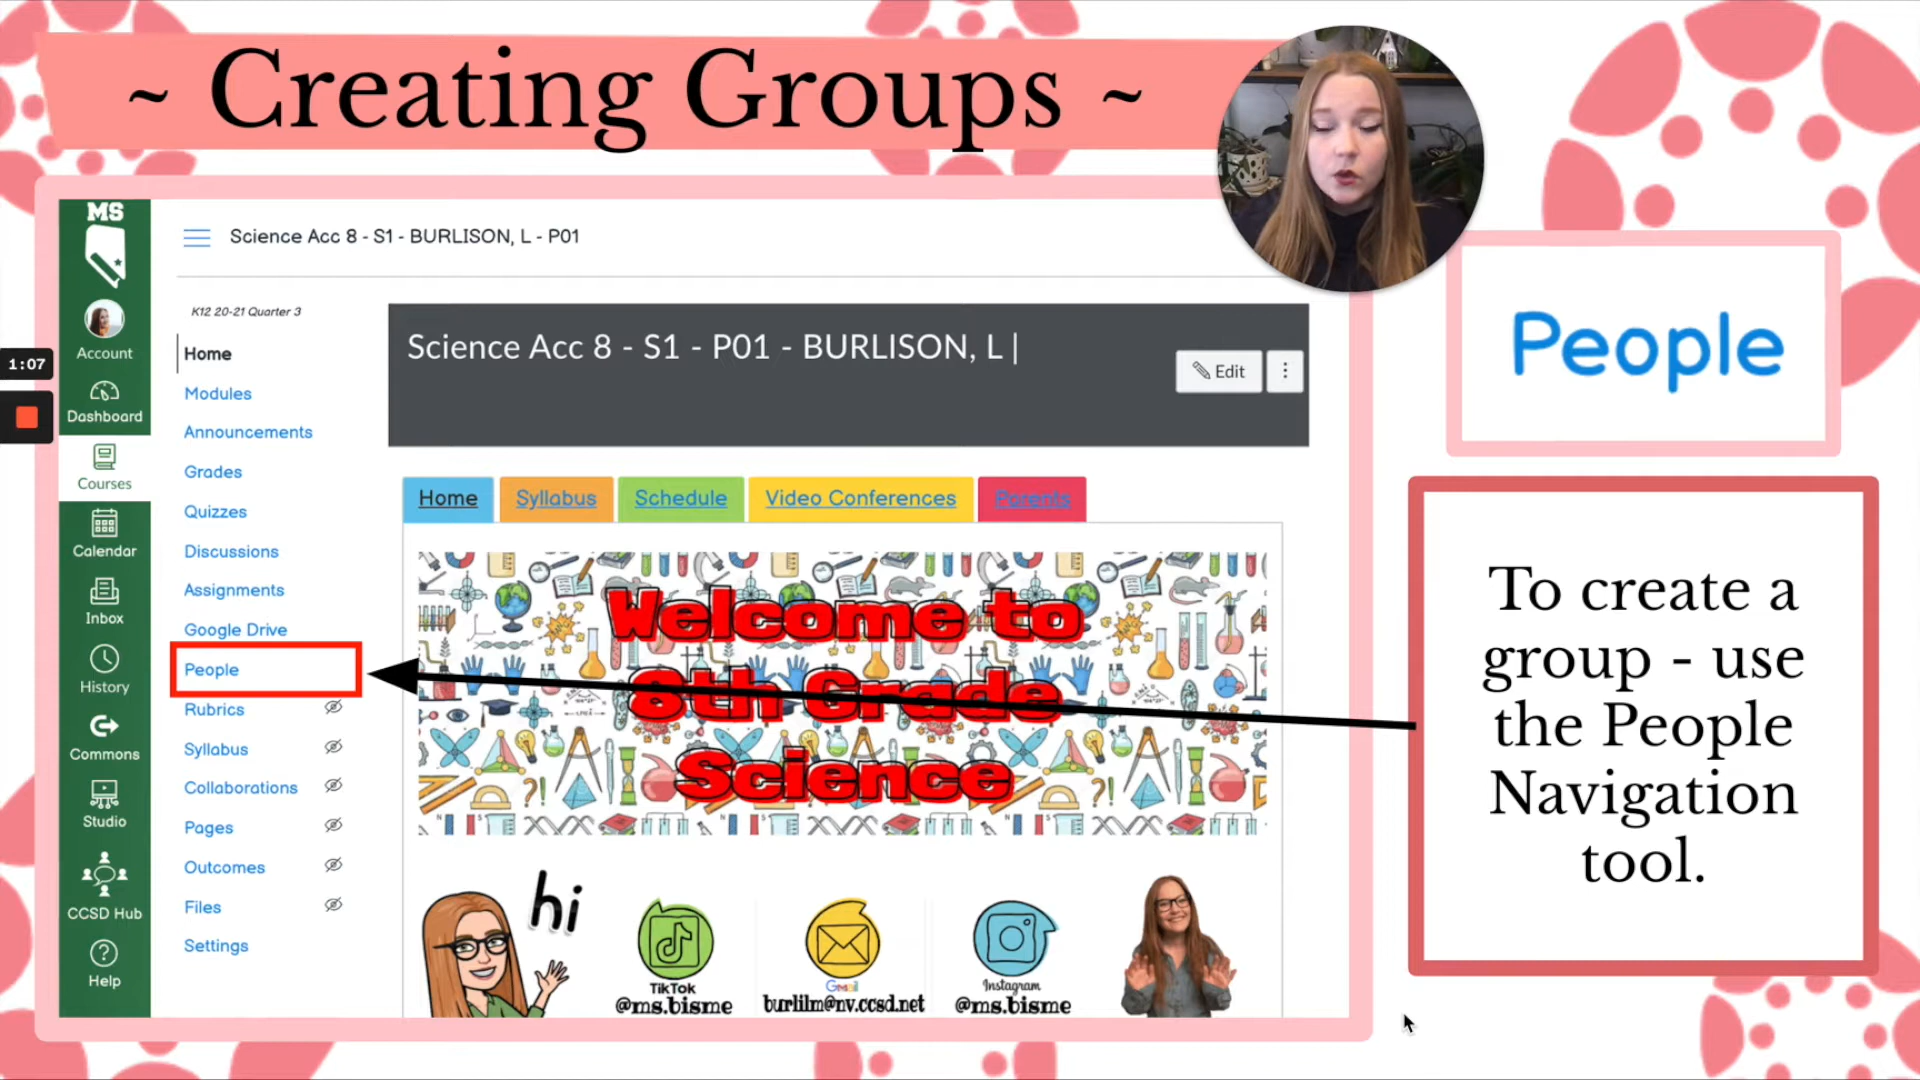 ~ Creating Groups ~
MS
Science Acc 8 - S1 - BURLISON, L - P01
K12 20-21 Quarter 3
Home
Modules
Announcements
Grades
Quizzes
Discussions
Assignments
Google Drive
People
Rubrics
Syllabus
Collaborations
Pages
Outcomes
Files
Settings
1:07
Account
Dashboard
Courses
Calendar
Inbox
History
Commons
Studio
CCSD Hub
Help
Science Acc 8 - S1 - P01 - BURLISON, L |
Edit
Home Syllabus Schedule Video Conferences Parents
Welcome to
8th Grade
Science
hi
TikTok
@ms.bisme
Gmail
burlilm@nv.ccsd.net
Instagram
@ms.bisme
People
To create a
group - use
the People
Navigation
tool.